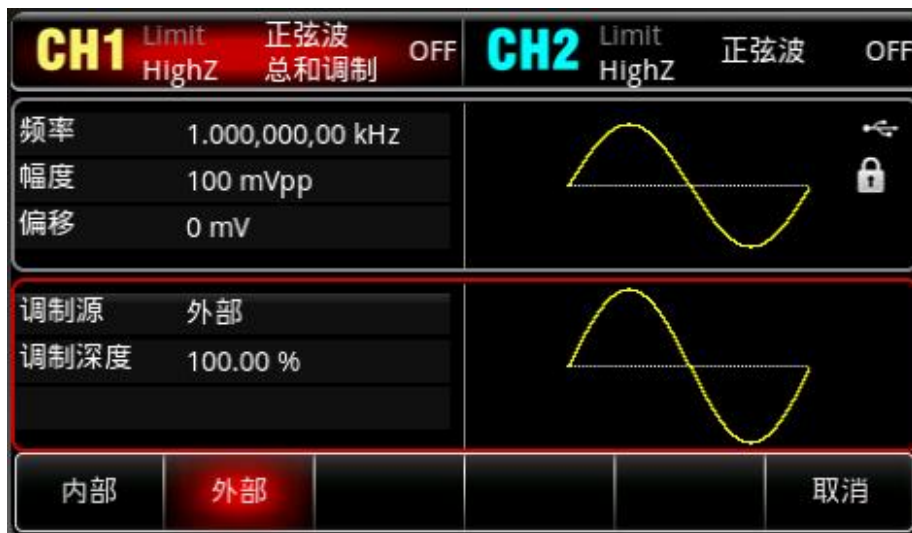 CH1 Limit 正弦波 OFF CH2 Limit 正弦波 OFF
HighZ 总和调制 HighZ
频率 1.000,000,00 kHz
幅度 100 mVpp
偏移 0 mV
调制源 外部
调制深度 100.00 %
内部 外部 取消